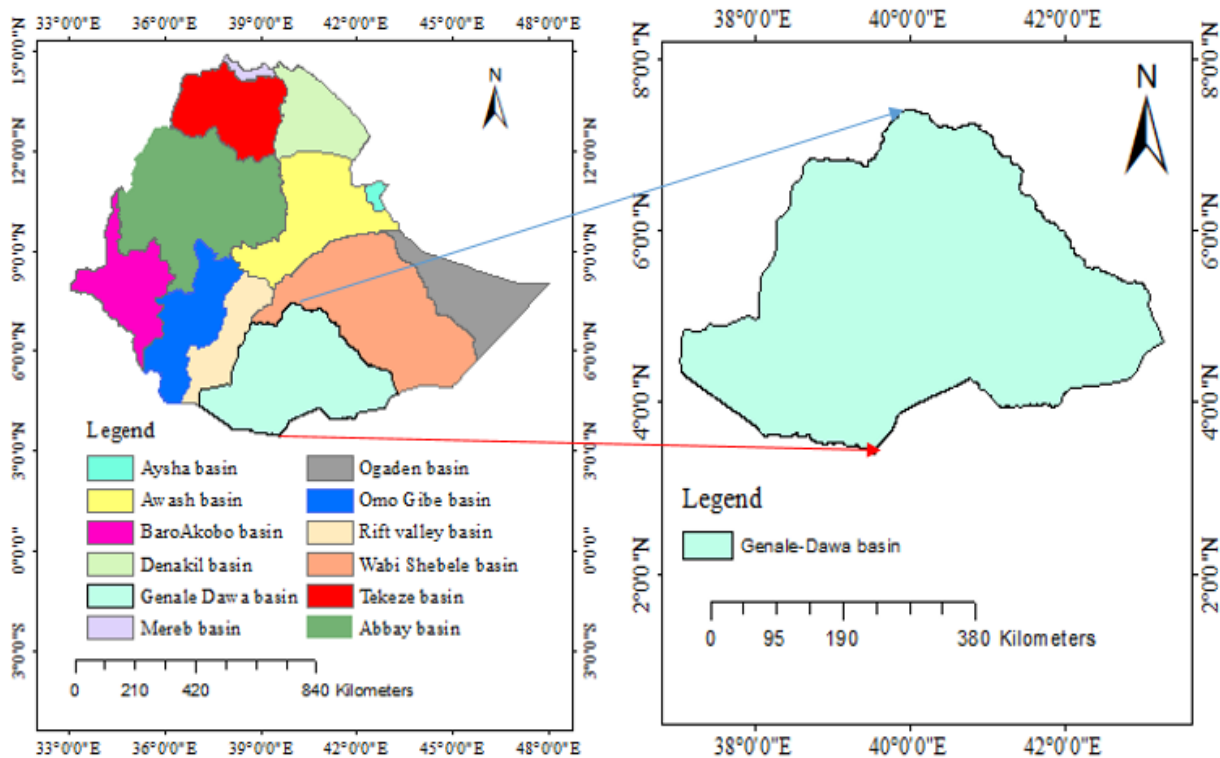 33°0'0"E 36°0'0"E 39°0'0"E 42°0'0"E 45°0'0"E 48°0'0"E
15°0'0"N
12°0'0"N
9°0'0"N
6°0'0"N
3°0'0"N
0°0'0"
3°0'0"S
N
15°0'0"N
12°0'0"N
9°0'0"N
6°0'0"N
3°0'0"N
0°0'0"
3°0'0"S
Legend
Aysha basin
Awash basin
BaroAkobo basin
Denakil basin
Genale Dawa basin
Mereb basin
Ogaden basin
Omo Gibe basin
Rift valley basin
Wabi Shebele basin
Tekeze basin
Abbay basin
0 210 420 840 Kilometers
33°0'0"E 36°0'0"E 39°0'0"E 42°0'0"E 45°0'0"E 48°0'0"E
38°0'0"E 40°0'0"E 42°0'0"E
8°0'0"N
6°0'0"N
4°0'0"N
2°0'0"N
N
8°0'0"N
6°0'0"N
4°0'0"N
2°0'0"N
Legend
Genale-Dawa basin
0 95 190 380 Kilometers
38°0'0"E 40°0'0"E 42°0'0"E